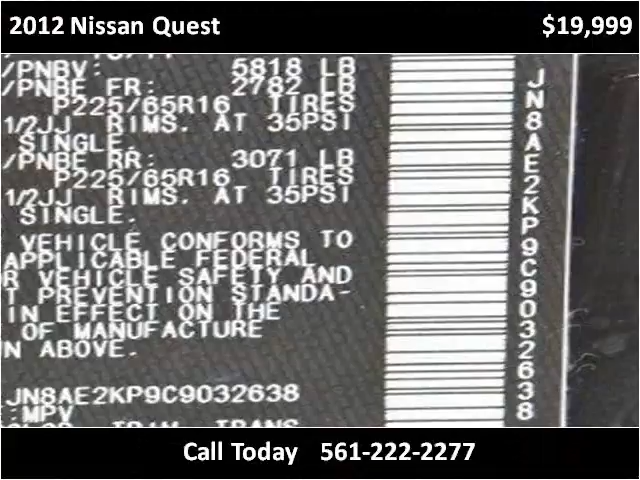 2012 Nissan Quest $19,999
/PNBV: 5818 LB
/PNBE FR: 2782 LB
P225/65R16 TIRES
1/2JJ RIMS. AT 35PSI
SINGLE.
/PNBE RR: 3071 LB
P225/65R16 TIRES
1/2JJ RIMS. AT 35PSI
SINGLE.
VEHICLE CONFORMS TO
APPLICABLE FEDERAL
R VEHICLE SAFETY AND
T PREVENTION STANDA-
IN EFFECT ON THE
OF MANUFACTURE
N ABOVE.
JN8AE2KP9C9032638
:MPV
JN8AE2KP9C9032638
Call Today 561-222-2277